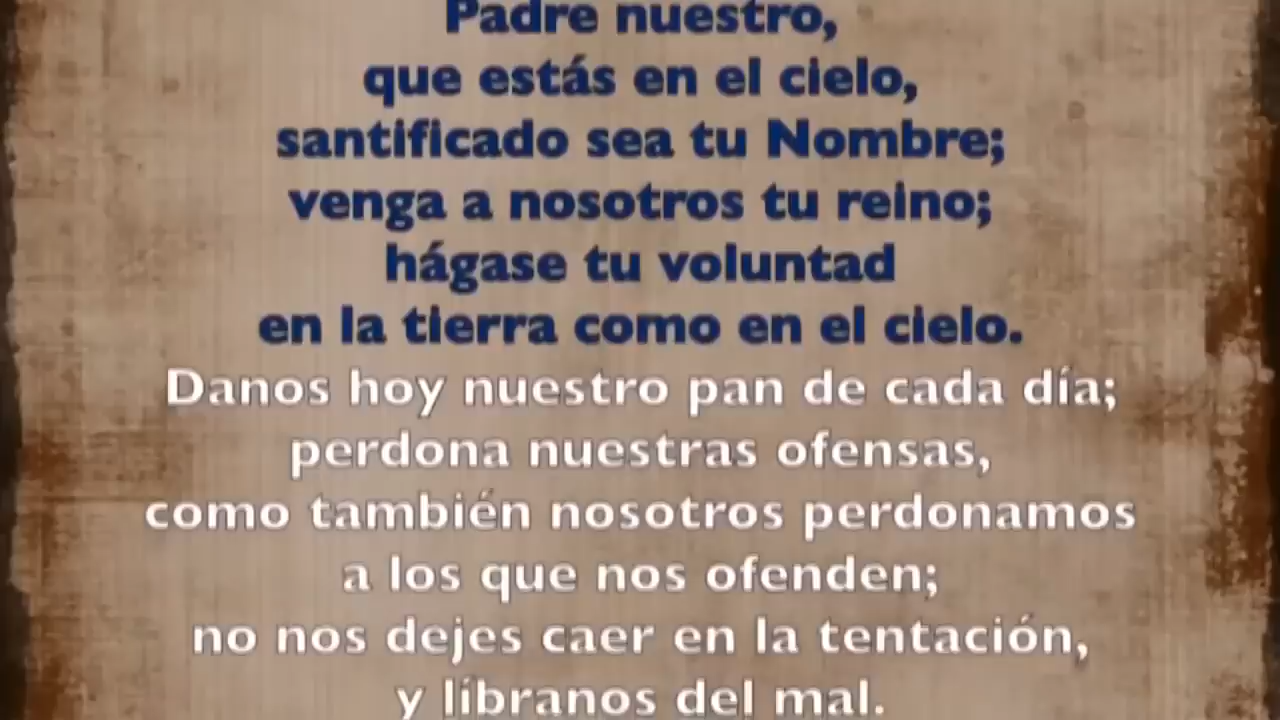 Padre nuestro,
que estás en el cielo,
santificado sea tu Nombre;
venga a nosotros tu reino;
hágase tu voluntad
en la tierra como en el cielo.
Danos hoy nuestro pan de cada día;
perdona nuestras ofensas,
como también nosotros perdonamos
a los que nos ofenden;
no nos dejes caer en la tentación,
y líbranos del mal.